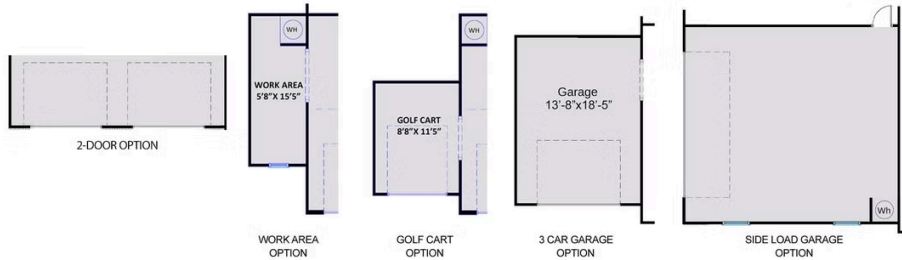 2-DOOR OPTION
WH
WORK AREA
5'8"X 15'5"
WORK AREA
OPTION
WH
GOLF CART
8'8"X 11'5"
GOLF CART
OPTION
Garage
13'-8"x18'-5"
3 CAR GARAGE
OPTION
Wh
SIDE LOAD GARAGE
OPTION